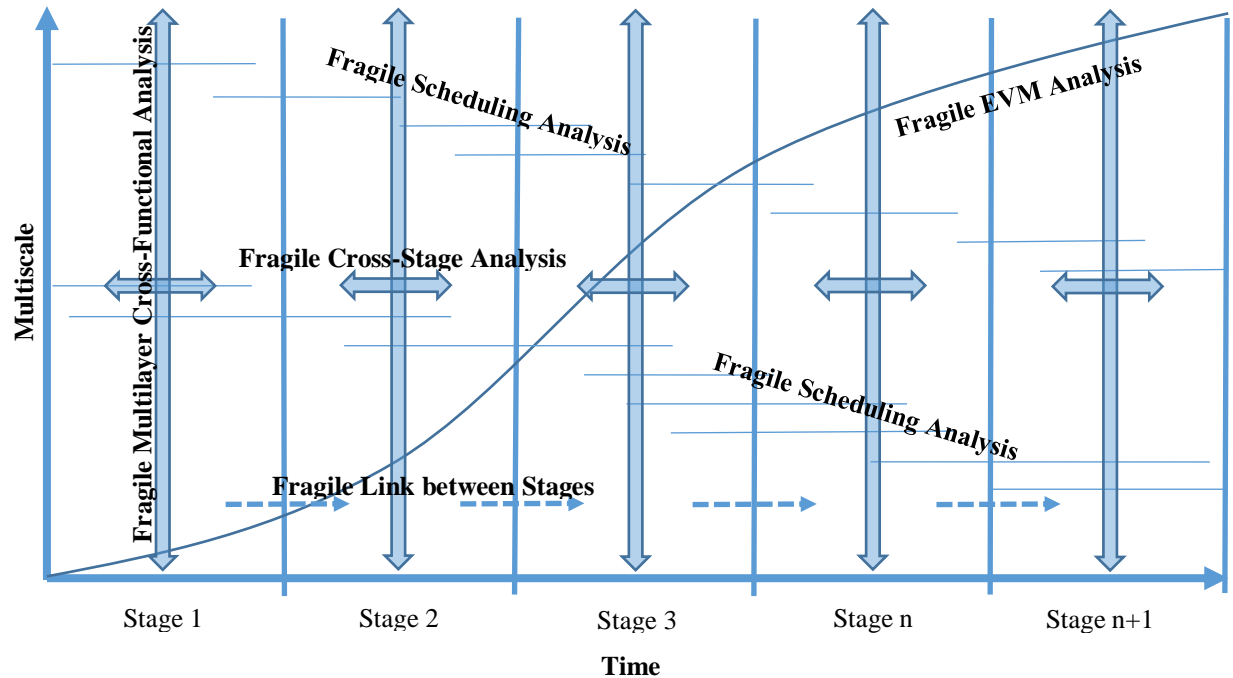 Fragile Multilayer Cross-Functional Analysis
Fragile Scheduling Analysis
Fragile EVM Analysis
Multiscale
Fragile Cross-Stage Analysis
Fragile Scheduling Analysis
Fragile Link between Stages
Stage 1
Stage 2
Stage 3
Stage n
Stage n+1
Time